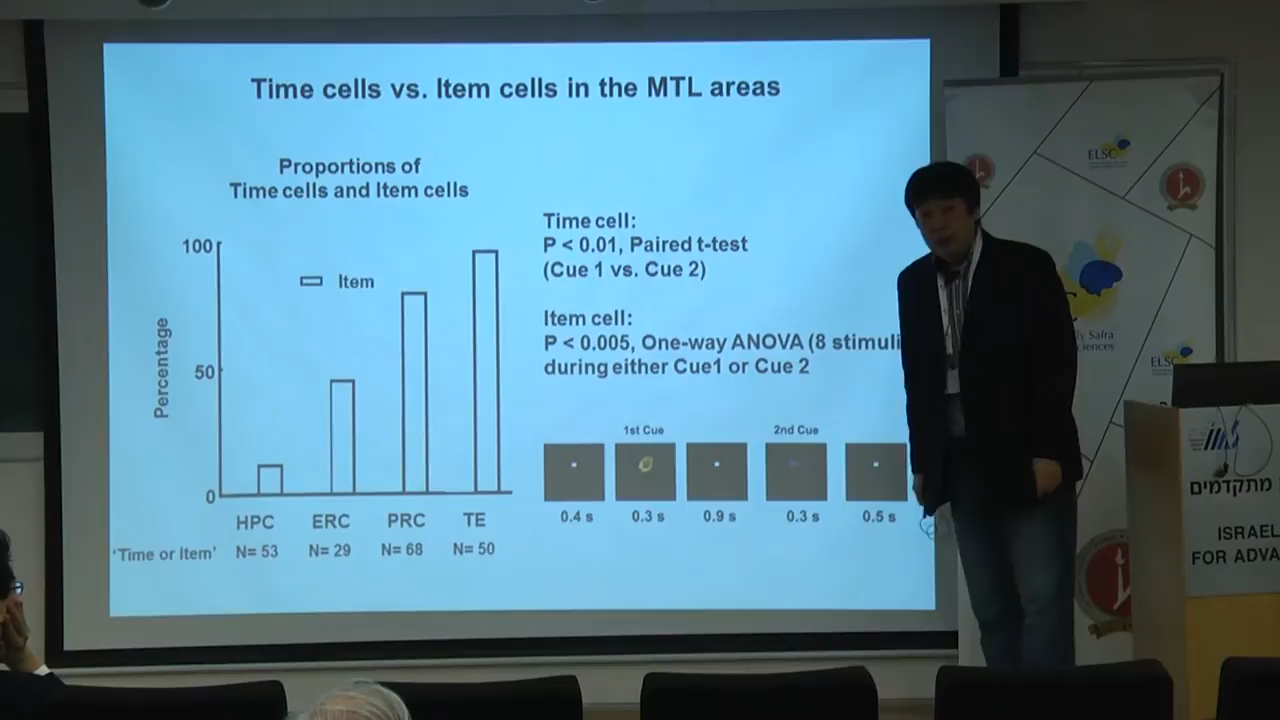 Time cells vs. Item cells in the MTL areas
Proportions of
Time cells and Item cells
100
50
0
Percentage
Item
HPC ERC PRC TE
'Time or Item' N= 53 N= 29 N= 68 N= 50
Time cell:
P < 0.01, Paired t-test
(Cue 1 vs. Cue 2)
Item cell:
P < 0.005, One-way ANOVA (8 stimuli
during either Cue1 or Cue 2
1st Cue 2nd Cue
0.4 s 0.3 s 0.9 s 0.3 s 0.5 s
ELSC
ly Safra
ciences
ELSC
מתקדמים
ISRAEL
FOR ADVA